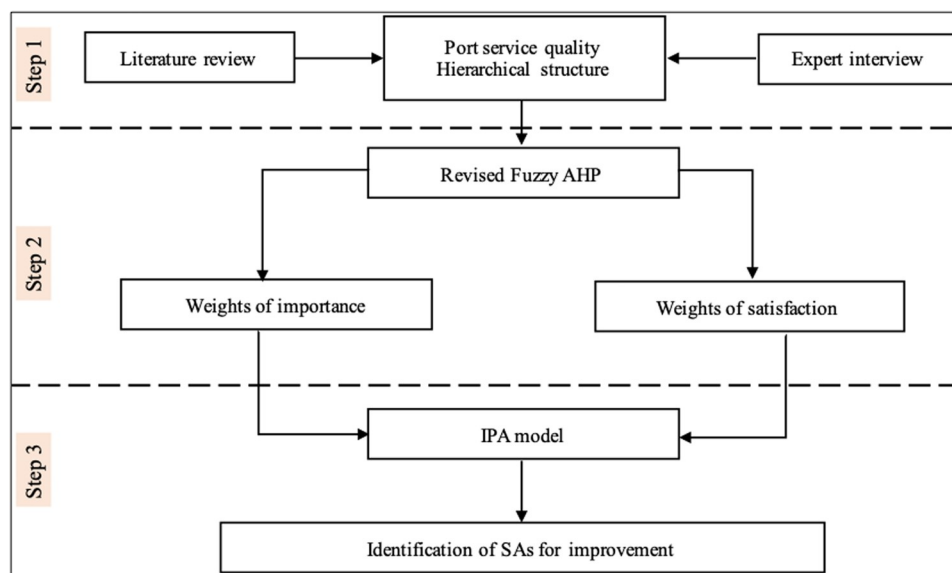 Step 1
Literature review
Port service quality
Hierarchical structure
Expert interview
Step 2
Revised Fuzzy AHP
Weights of importance
Weights of satisfaction
Step 3
IPA model
Identification of SAs for improvement